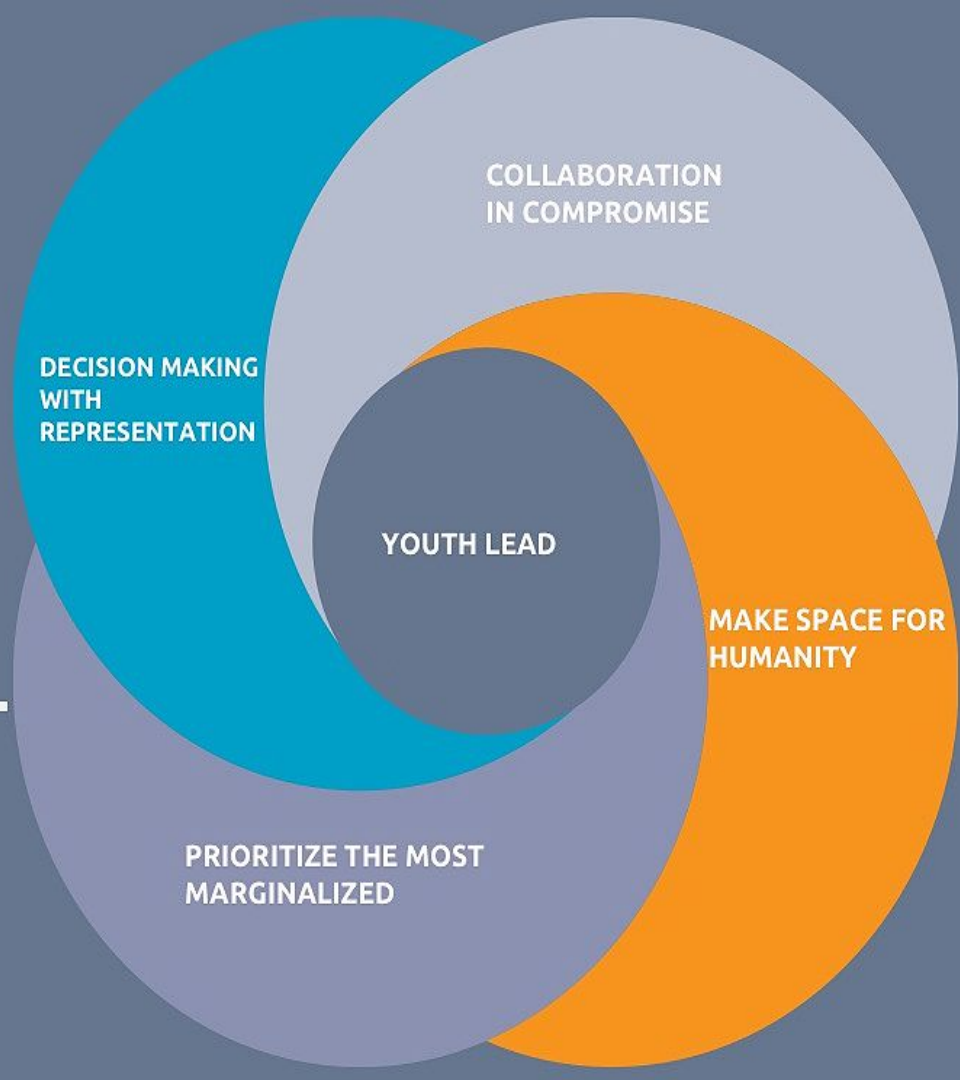 COLLABORATION
IN COMPROMISE
DECISION MAKING
WITH
REPRESENTATION
YOUTH LEAD
MAKE SPACE FOR
HUMANITY
PRIORITIZE THE MOST
MARGINALIZED